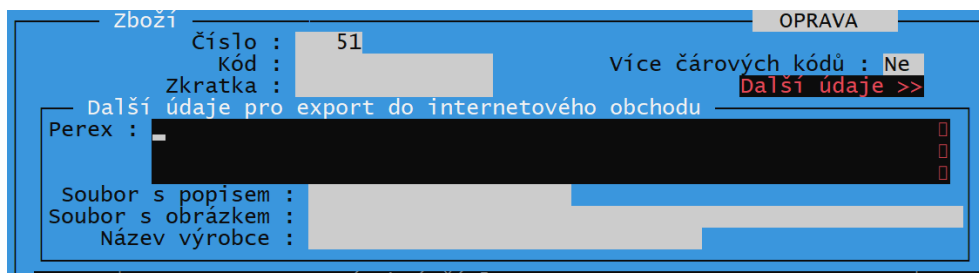 Zboží OPRAVA
Číslo : 51
Kód : Více čárových kódů : Ne
Zkratka : Další údaje >>
Další údaje pro export do internetového obchodu
Perex :
Soubor s popisem :
Soubor s obrázkem :
Název výrobce :